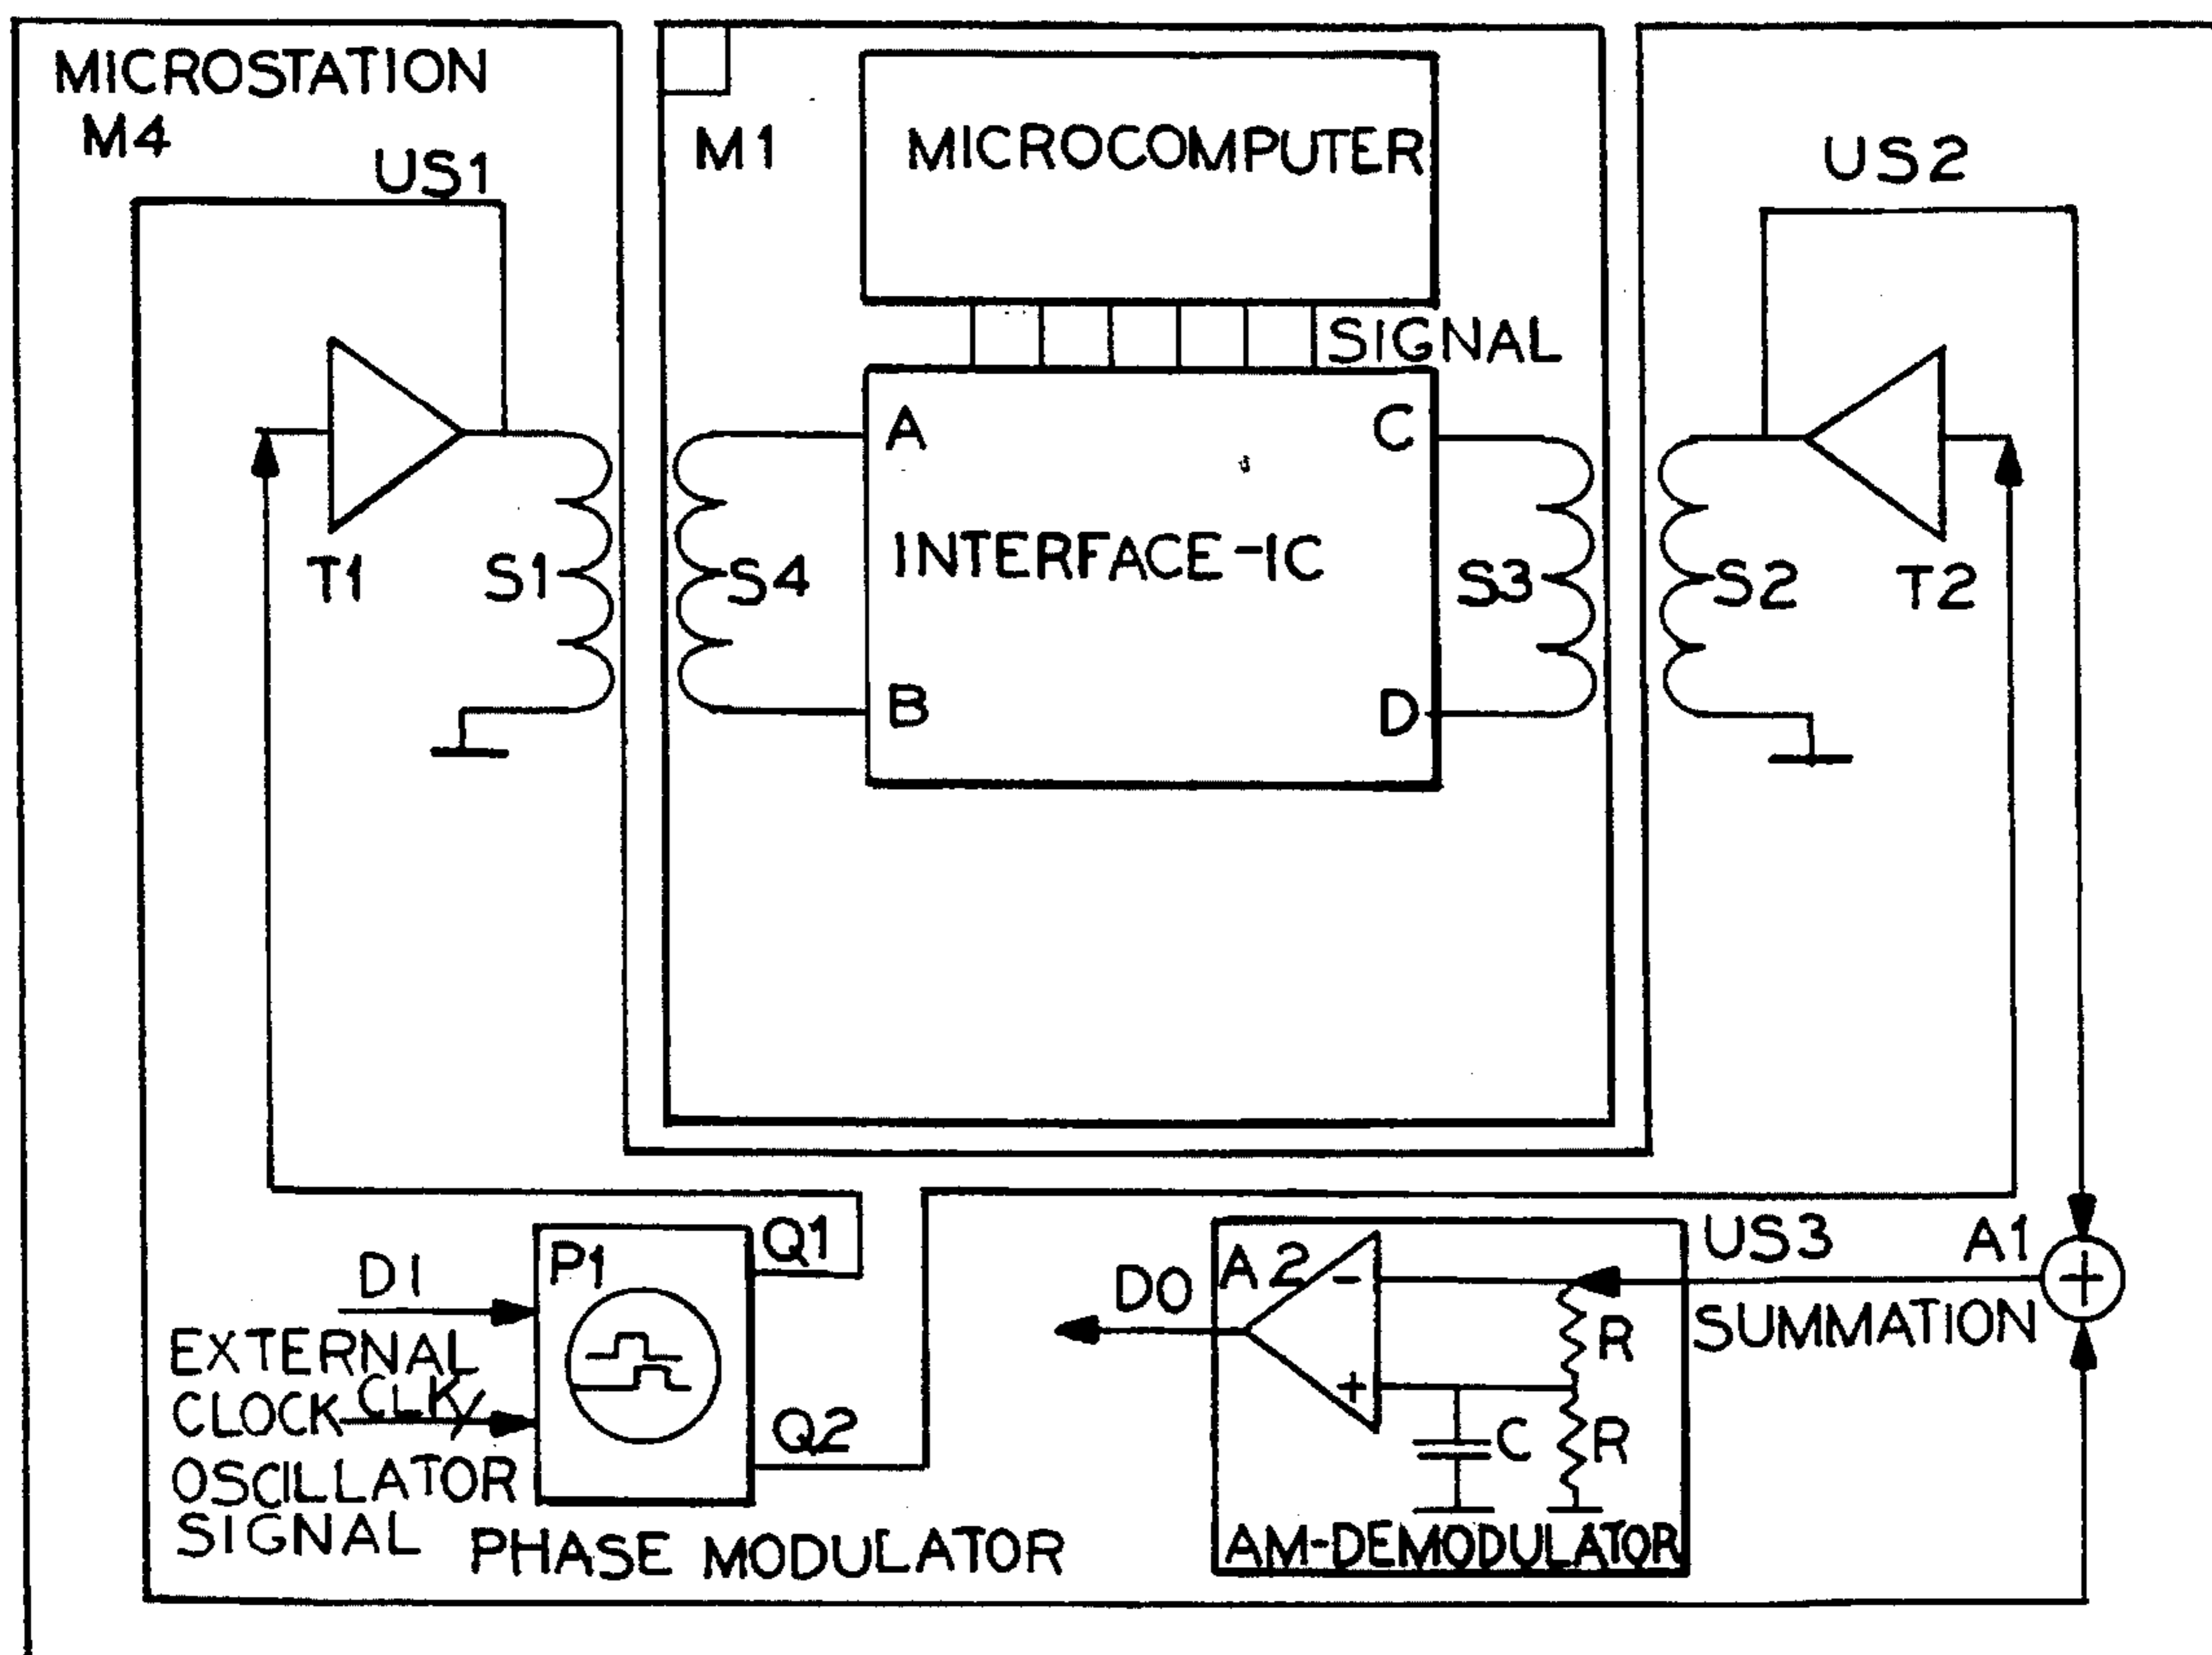 MICROSTATION
M4
US1
T1
S1
M1
MICROCOMPUTER
SIGNAL
A
B
C
D
INTERFACE-IC
S4
S3
US2
S2
T2
Q1
Q2
P1
DI
EXTERNAL
CLOCK CLK
OSCILLATOR
SIGNAL
PHASE MODULATOR
DO
A2
-
+
R
R
C
AM-DEMODULATOR
US3
SUMMATION
A1
+